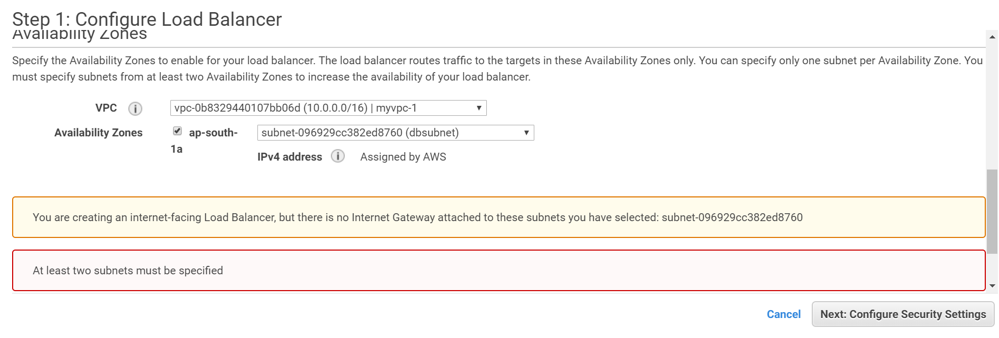 Step 1: Configure Load Balancer
Availability Zones
Specify the Availability Zones to enable for your load balancer. The load balancer routes traffic to the targets in these Availability Zones only. You can specify only one subnet per Availability Zone. You
must specify subnets from at least two Availability Zones to increase the availability of your load balancer.
VPC i vpc-0b8329440107bb06d (10.0.0.0/16) | myvpc-1
Availability Zones ap-south- subnet-096929cc382ed8760 (dbsubnet)
1a
IPv4 address i Assigned by AWS
You are creating an internet-facing Load Balancer, but there is no Internet Gateway attached to these subnets you have selected: subnet-096929cc382ed8760
At least two subnets must be specified
Cancel Next: Configure Security Settings